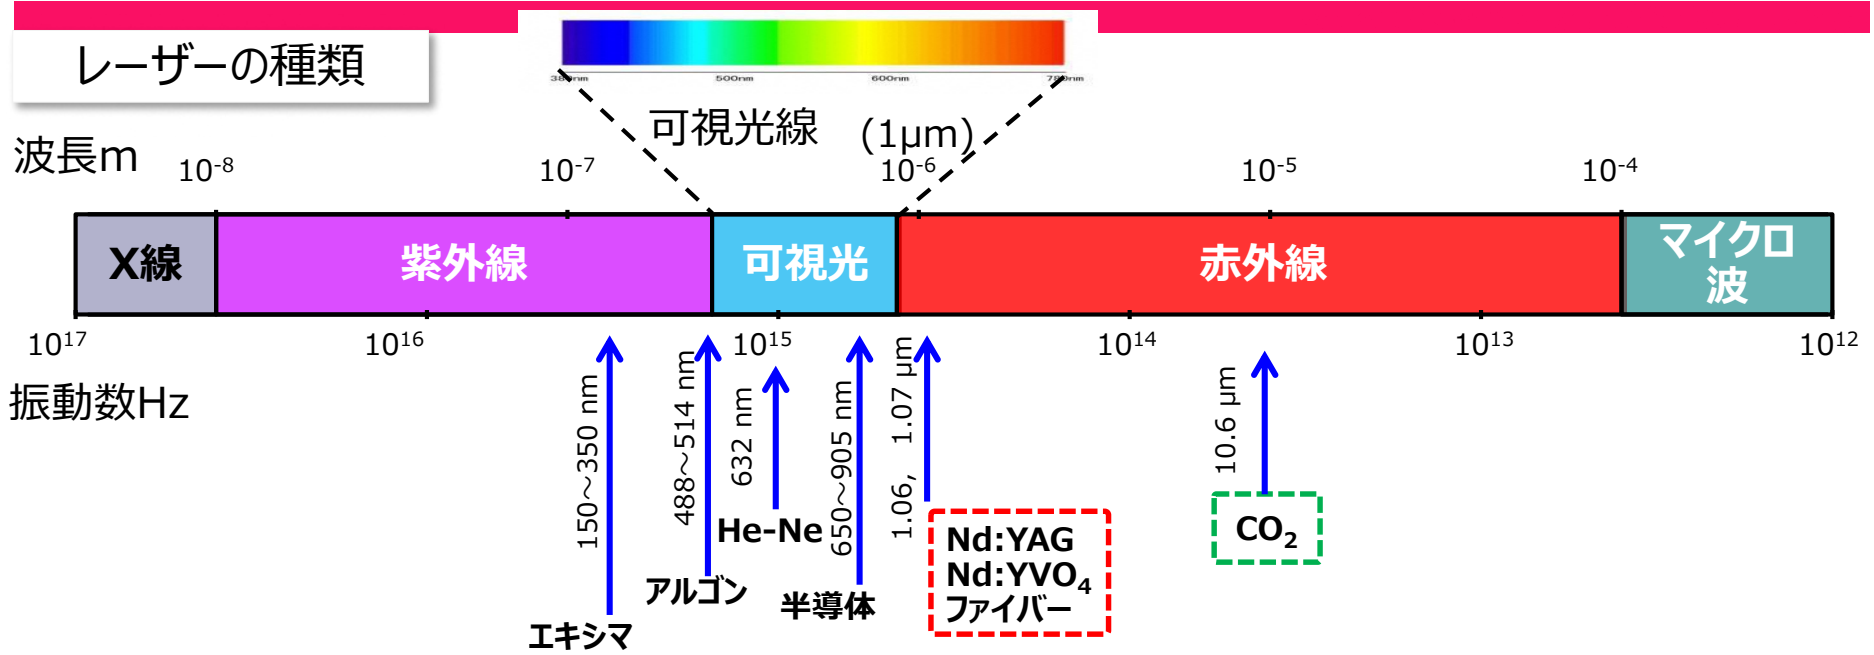 レーザーの種類
380nm 500nm 600nm 780nm
可視光線 (1μm)
波長m 10⁻⁸ 10⁻⁷ 10⁻⁶ 10⁻⁵ 10⁻⁴
X線 紫外線 可視光 赤外線 マイクロ
波
10¹⁷ 10¹⁶ 10¹⁵ 10¹⁴ 10¹³ 10¹²
振動数Hz
150～350 nm
エキシマ
488～514 nm
アルゴン
632 nm
He-Ne
650～905 nm
半導体
1.06, 1.07 μm
Nd:YAG
Nd:YVO₄
ファイバー
10.6 μm
CO₂